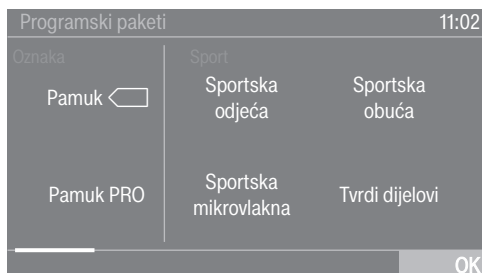 Programski paketi 11:02
Oznaka Sport
Pamuk
Sportska
odjeća
Sportska
obuća
Pamuk PRO
Sportska
mikrovlakna
Tvrdi dijelovi
OK